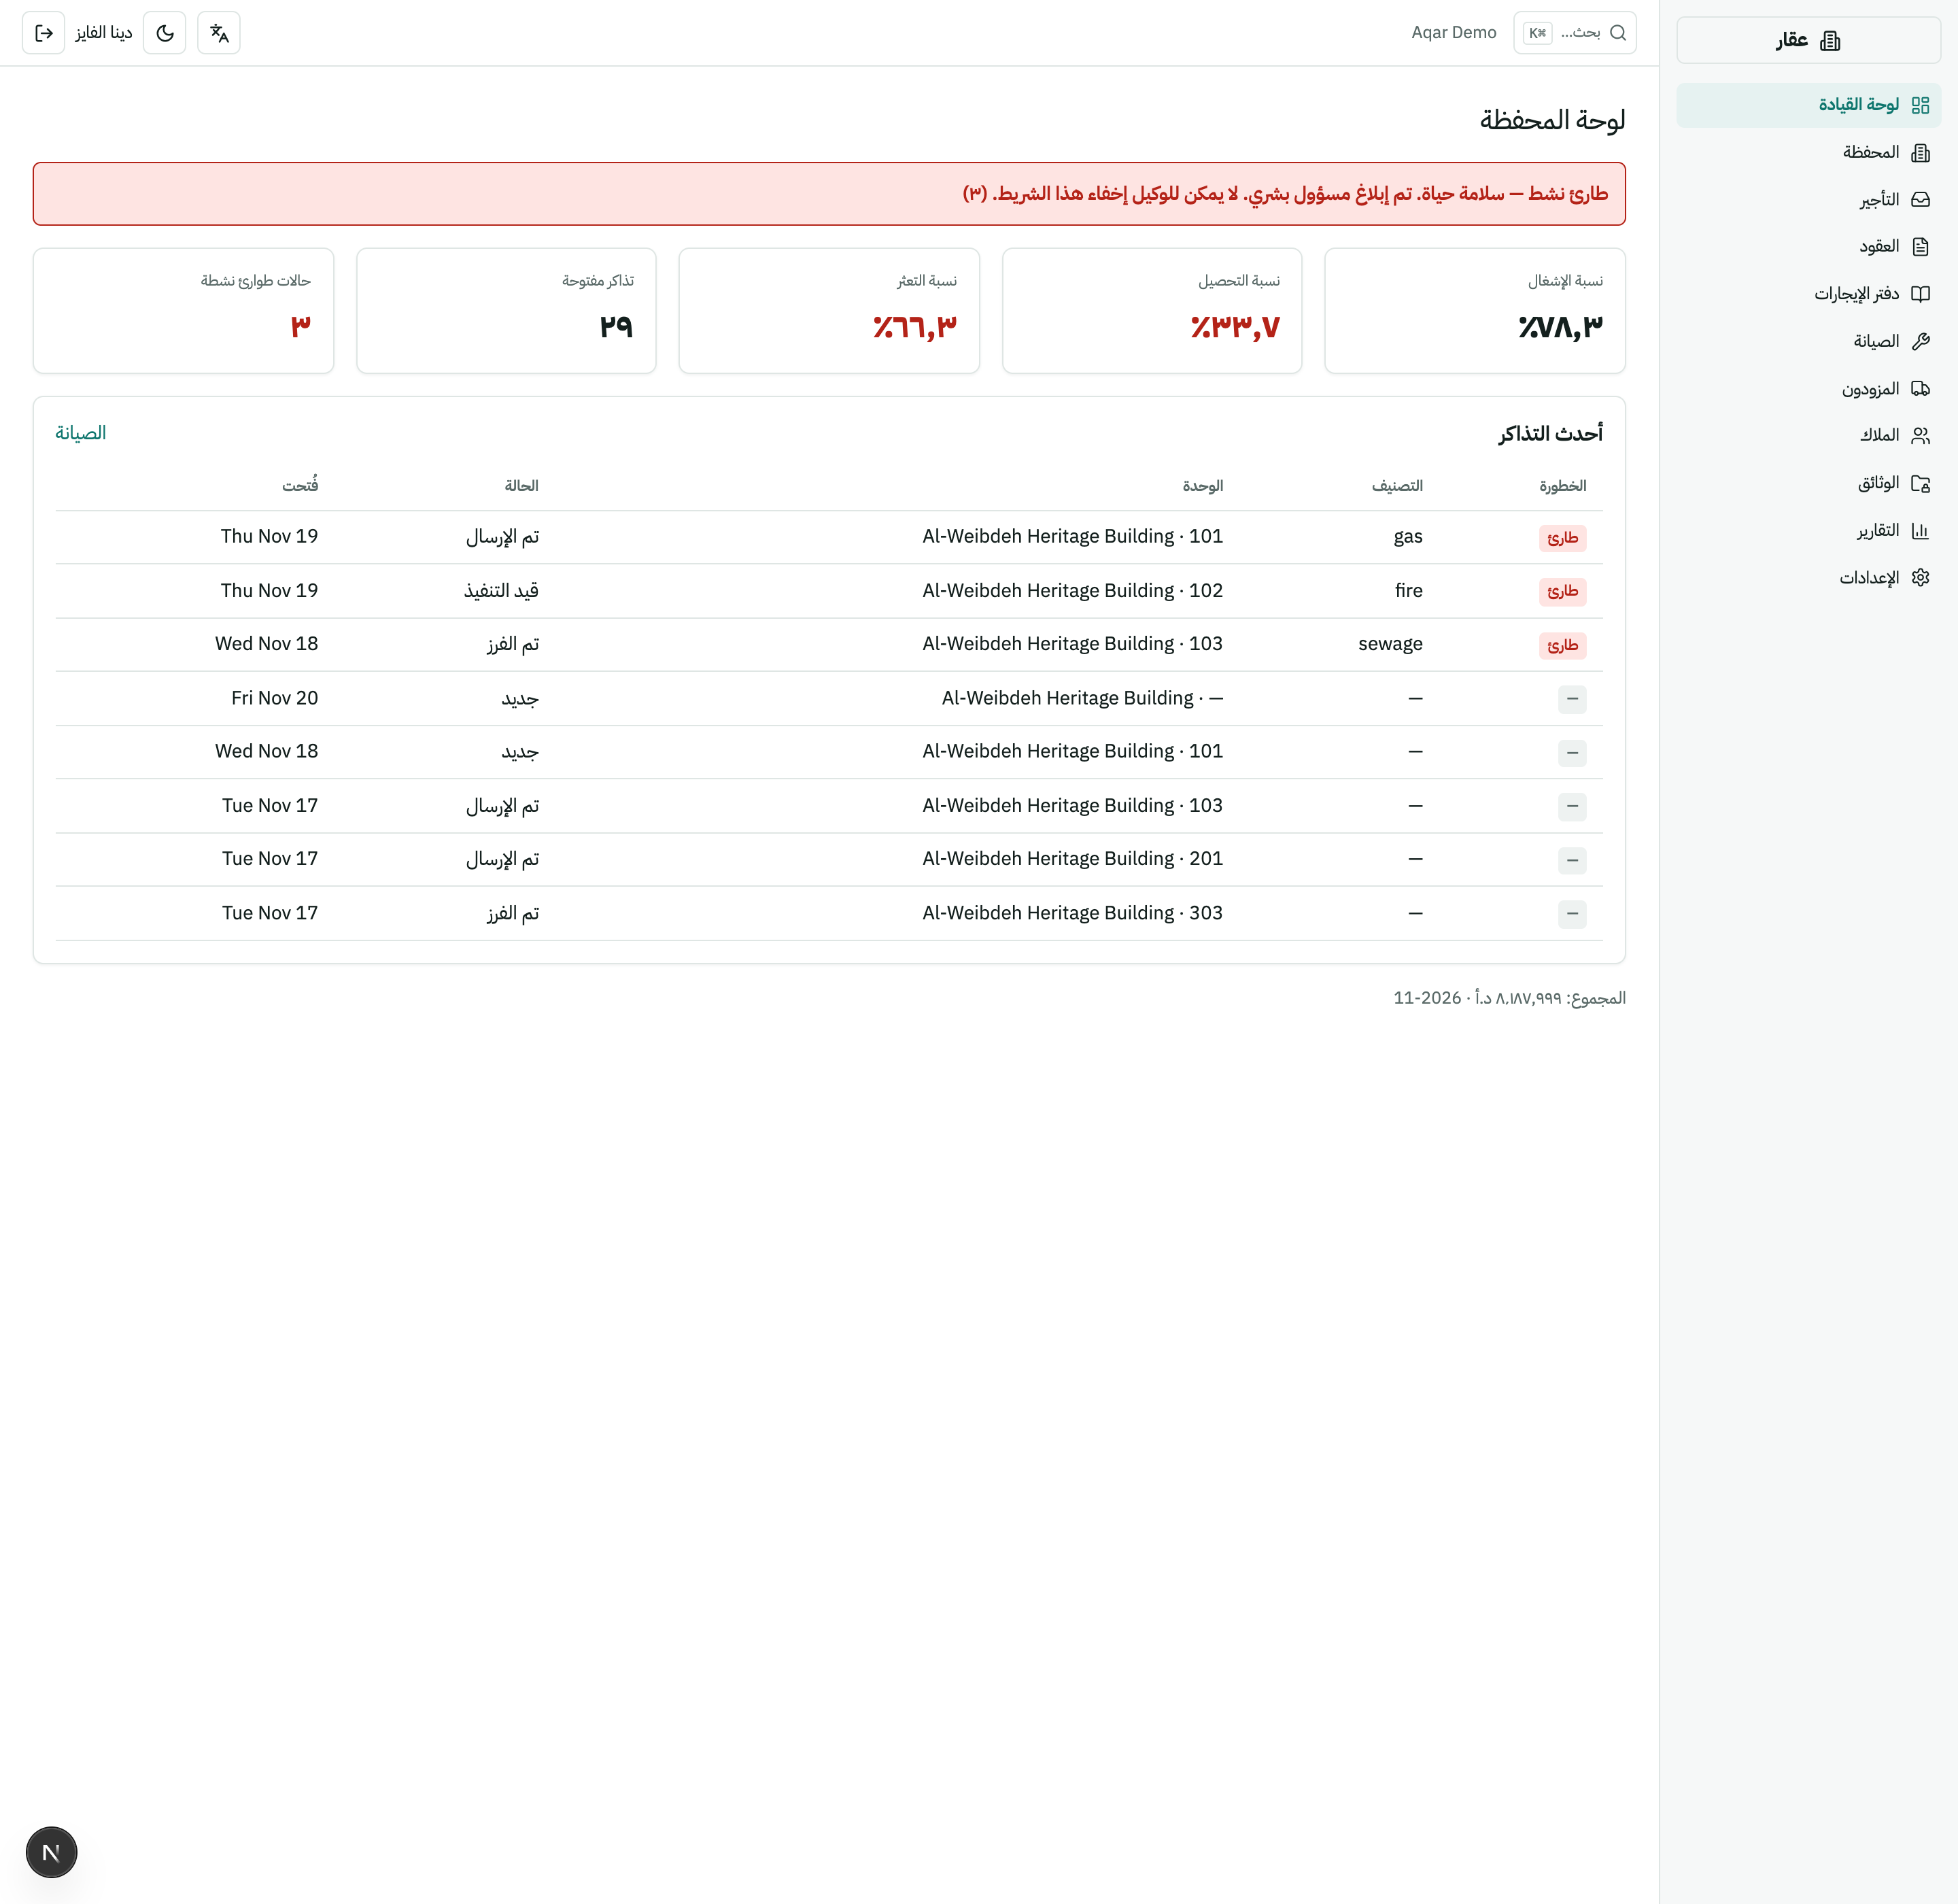 عقار
لوحة القيادة
المحفظة
التأجير
العقود
دفتر الإيجارات
الصيانة
المزودون
الملاك
الوثائق
التقارير
الإعدادات
بحث... ⌘K
Aqar Demo
دينا الفايز
لوحة المحفظة
طارئ نشط — سلامة حياة. تم إبلاغ مسؤول بشري. لا يمكن للوكيل إخفاء هذا الشريط. (٣)
نسبة الإشغال
٧٨,٣٪
نسبة التحصيل
٣٣,٧٪
نسبة التعثر
٦٦,٣٪
تذاكر مفتوحة
٢٩
حالات طوارئ نشطة
٣
أحدث التذاكر
الصيانة
الخطورة التصنيف الوحدة الحالة فُتحت
طارئ gas Al-Weibdeh Heritage Building · 101 تم الإرسال Thu Nov 19
طارئ fire Al-Weibdeh Heritage Building · 102 قيد التنفيذ Thu Nov 19
طارئ sewage Al-Weibdeh Heritage Building · 103 تم الفرز Wed Nov 18
— — Al-Weibdeh Heritage Building · — جديد Fri Nov 20
— — Al-Weibdeh Heritage Building · 101 جديد Wed Nov 18
— — Al-Weibdeh Heritage Building · 103 تم الإرسال Tue Nov 17
— — Al-Weibdeh Heritage Building · 201 تم الإرسال Tue Nov 17
— — Al-Weibdeh Heritage Building · 303 تم الفرز Tue Nov 17
المجموع: ٨٬١٨٧,٩٩٩ د.أ · 2026-11
N